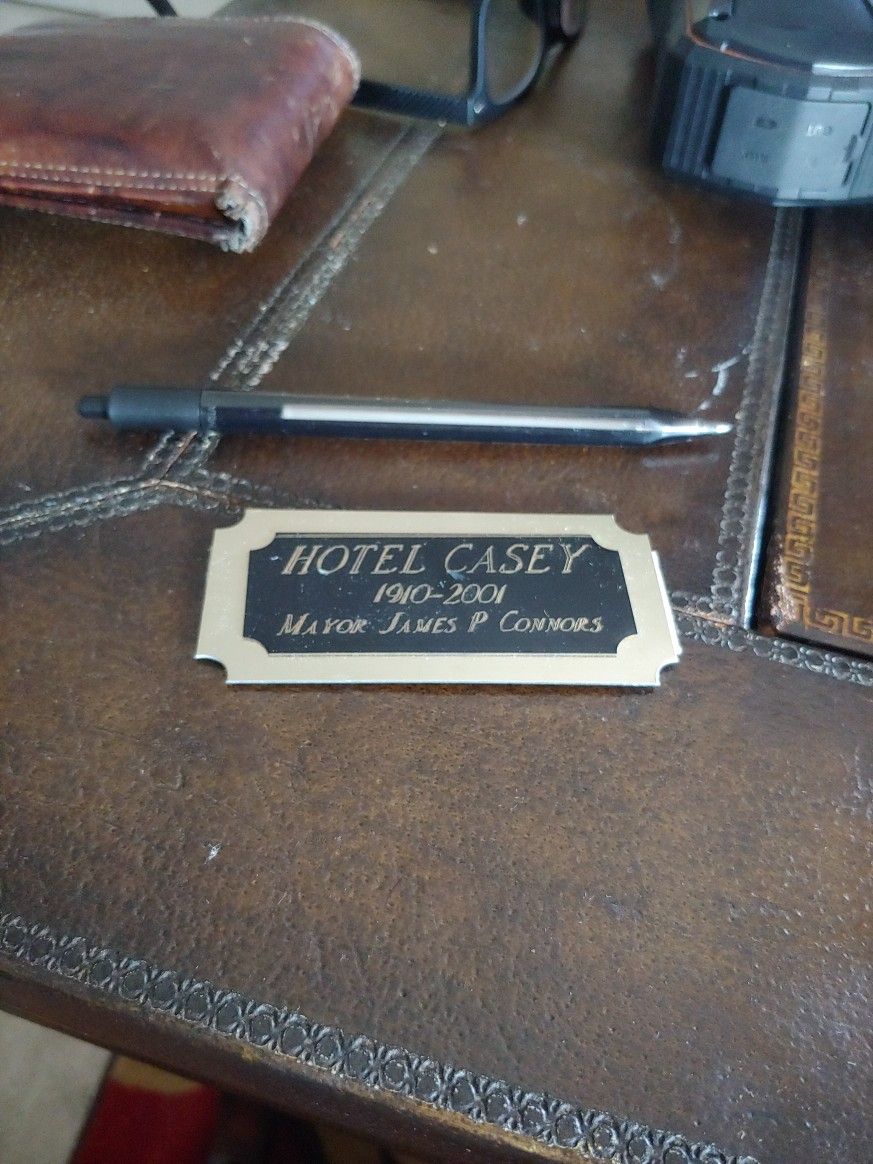 HOTEL CASEY
1910-2001
MAYOR JAMES P CONNORS